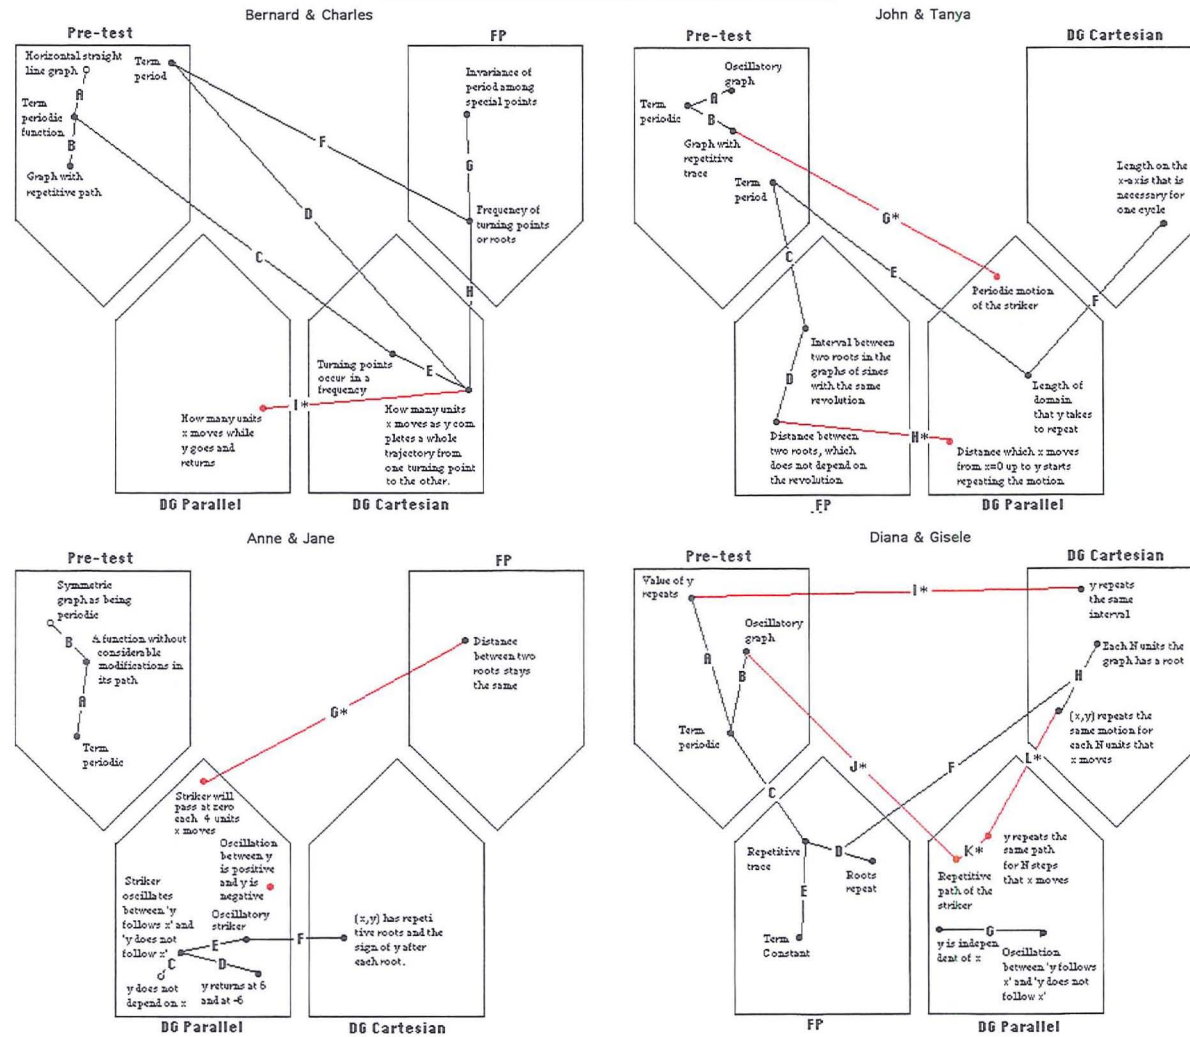 Bernard & Charles
Pre-test
FP
Horizontal straight
line graph
A
Term
periodic
function
B
Graph with
repetitive path
Term
period
F
D
C
Invariance of
period among
special points
G
Frequency of
turning points
or roots
H
Turning points
occur in a
frequency
E
I*
How many units
x moves while
y goes and
returns
How many units
x moves as y com
pletes a whole
trajectory from
one turning point
to the other.
DG Parallel
DG Cartesian
John & Tanya
Pre-test
DG Cartesian
Oscillatory
graph
Term
periodic
A
B
Graph with
repetitive
trace
Term
period
G*
C
E
F
Length on the
x-axis that is
necessary for
one cycle
Periodic motion
of the striker
Interval between
two roots in the
graphs of sines
with the same
revolution
D
Length of
domain
that y takes
to repeat
H*
Distance between
two roots, which
does not depend on
the revolution
Distance which x moves
from x=0 up to y starts
repeating the motion
FP
DG Parallel
Anne & Jane
Pre-test
FP
Symmetric
graph as being
periodic
B
A function without
considerable
modifications in
its path
A
Term
periodic
Distance
between two
roots stays
the same
G*
Striker will
pass at zero
each 4 units
x moves
Oscillation
between y
is positive
and y is
negative
Striker
oscillates
between 'y
follows x' and
'y does not
follow x'
Oscillatory
striker
E
F
C
D
y does not
depend on x
y returns at 6
and at -6
(x,y) has repeti
tive roots and the
sign of y after
each root.
DG Parallel
DG Cartesian
Diana & Gisele
Pre-test
DG Cartesian
Value of y
repeats
I*
y repeats
the same
interval
Oscillatory
graph
A
B
Each N units the
graph has a root
H
Term
periodic
(x,y) repeats the
same motion for
each N units that
x moves
J*
F
L*
C
Repetitive
trace
D
Roots
repeat
E
Term
Constant
K*
y repeats the
same path
for N steps
that x moves
Repetitive
path of the
striker
G
y is indepen
dent of x
Oscillation
between 'y follows
x' and 'y does not
follow x'
FP
DG Parallel